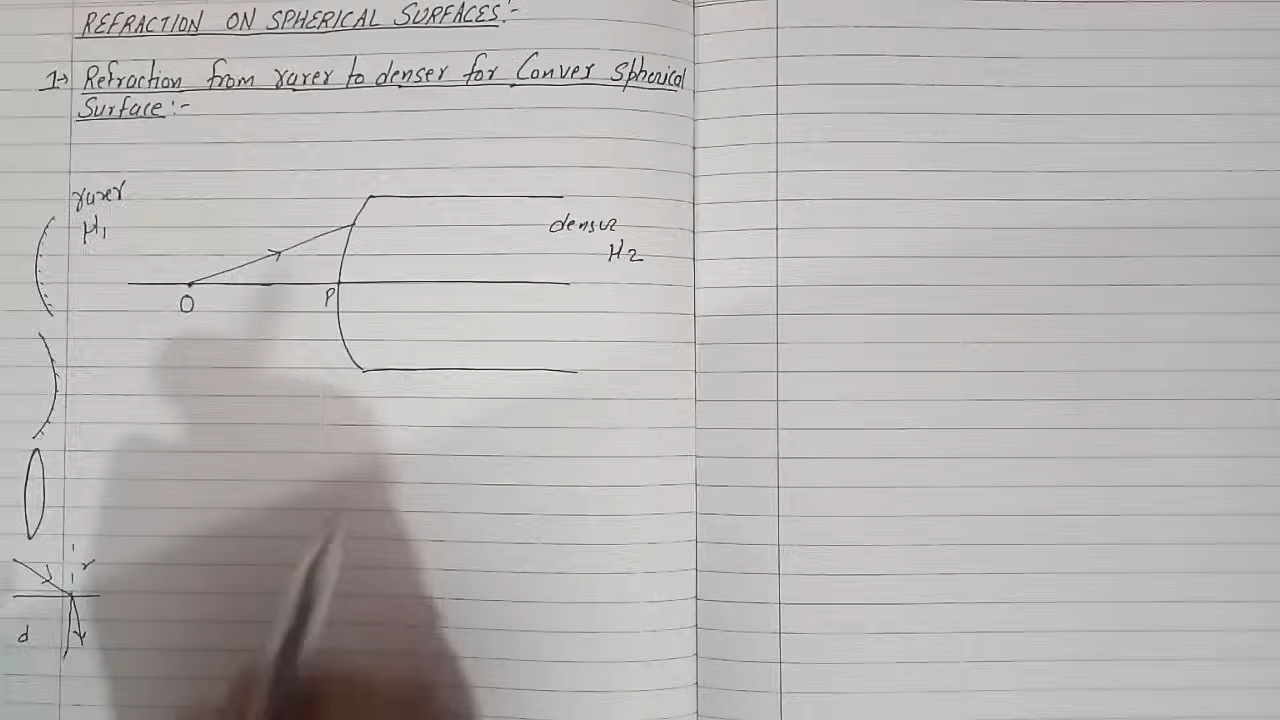 REFRACTION ON SPHERICAL SURFACES:-
1→ Refraction from rarer to denser for Convex Spherical
Surface:-
rarer
μ1
denser
μ2
O
P
r
d